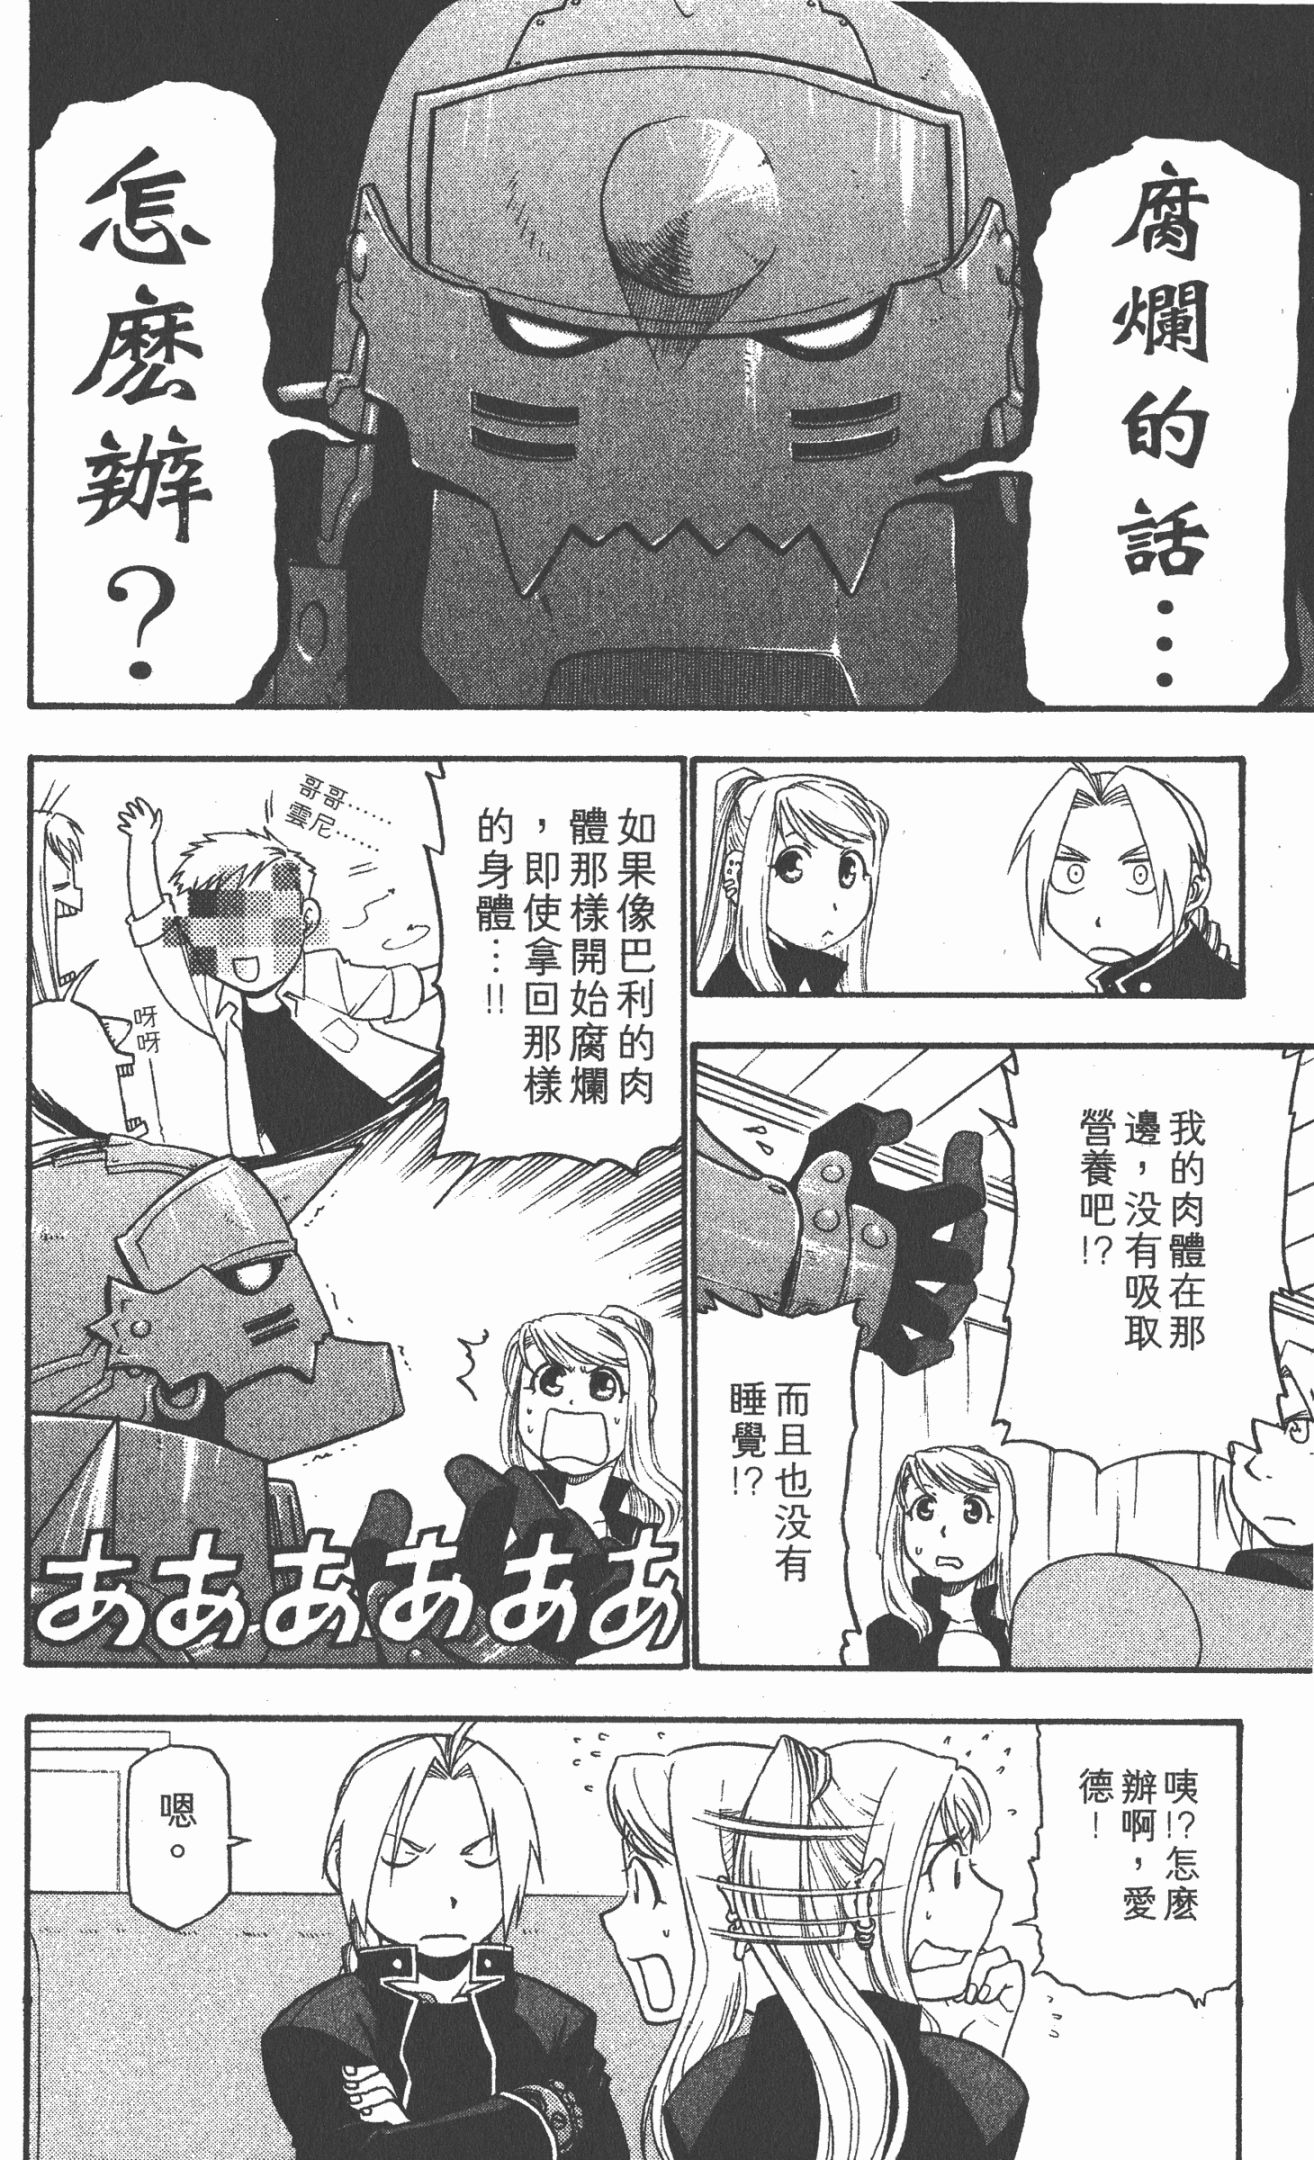 腐爛的話⋯⋯
怎麼辦？
我的肉體在那
邊，没有吸取
營養吧!?
而且也没有
睡覺!?
如果像巴利的肉
體那樣開始腐爛
，即使拿回那樣
的身體⋯!!
哥哥……
雲尼……
呀呀
ああああああ
咦!?怎麼
辦啊，愛
德！
嗯。